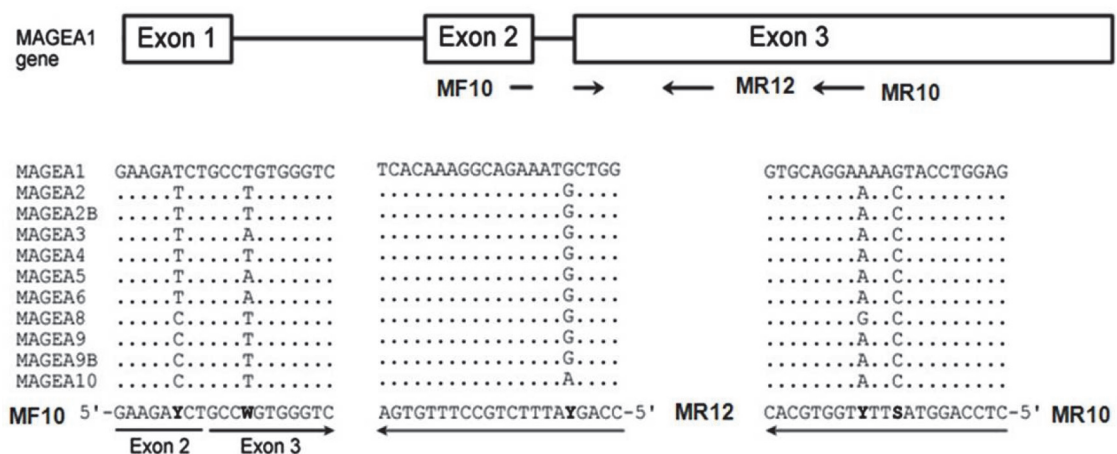 MAGEA1 gene
Exon 1 Exon 2 Exon 3
MF10 MR12 MR10
MAGEA1 GAAGATCTGCCTGTGGGTC TCACAAAGGCAGAAATGCTGG GTGCAGGAAAAGTACCTGGAG
MAGEA2 .....T.....T....... ................G.... ........A..C.........
MAGEA2B .....T.....T....... ................G.... ........A..C.........
MAGEA3 .....T.....A....... ................G.... ........A..C.........
MAGEA4 .....T.....T....... ................G.... ........A..C.........
MAGEA5 .....T.....A....... ................G.... ........A..C.........
MAGEA6 .....T.....A....... ................G.... ........A..C.........
MAGEA8 .....C.....T....... ................G.... ........G..C.........
MAGEA9 .....C.....T....... ................G.... ........A..C.........
MAGEA9B .....C.....T....... ................G.... ........A..C.........
MAGEA10 .....C.....T....... ................A.... ........A..C.........
MF10 5'-GAAGAYCTGCCWGTGGGTC AGTGTTTCCGTCTTTAYGACC-5' MR12 CACGTGGTYTTSATGGACCTC-5' MR10
Exon 2 Exon 3